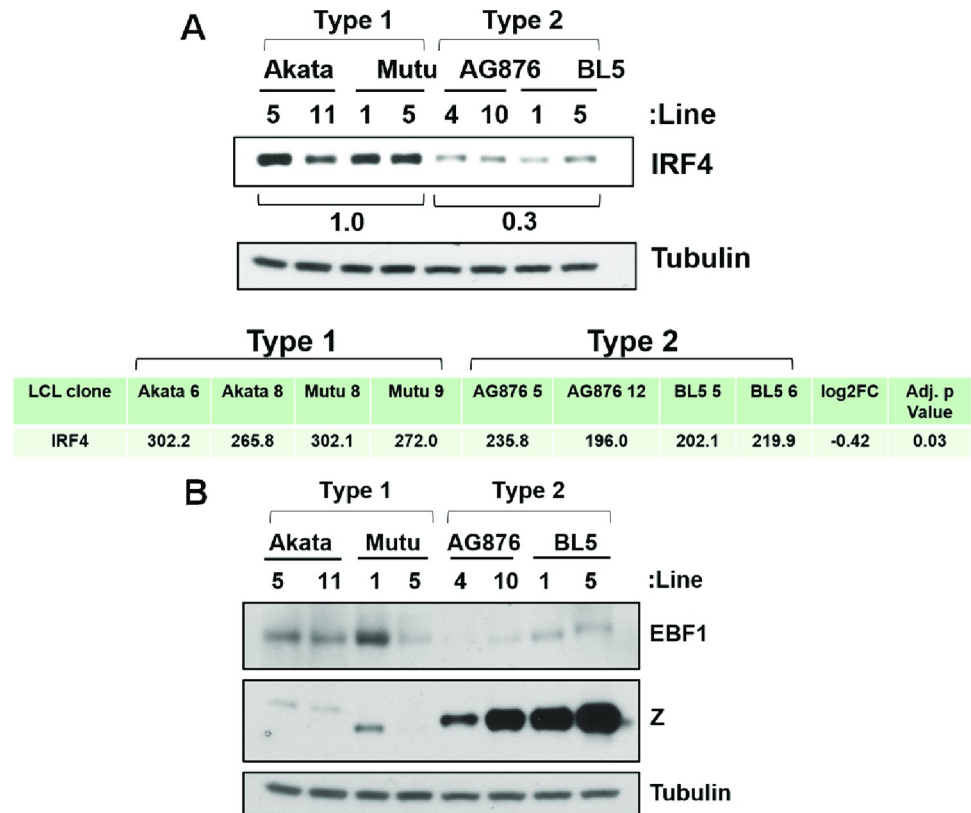 A
Type 1 Type 2
Akata Mutu AG876 BL5
5 11 1 5 4 10 1 5 :Line
IRF4
1.0 0.3
Tubulin
Type 1 Type 2
LCL clone Akata 6 Akata 8 Mutu 8 Mutu 9 AG876 5 AG876 12 BL5 5 BL5 6 log2FC Adj. p Value
IRF4 302.2 265.8 302.1 272.0 235.8 196.0 202.1 219.9 -0.42 0.03
B
Type 1 Type 2
Akata Mutu AG876 BL5
5 11 1 5 4 10 1 5 :Line
EBF1
Z
Tubulin